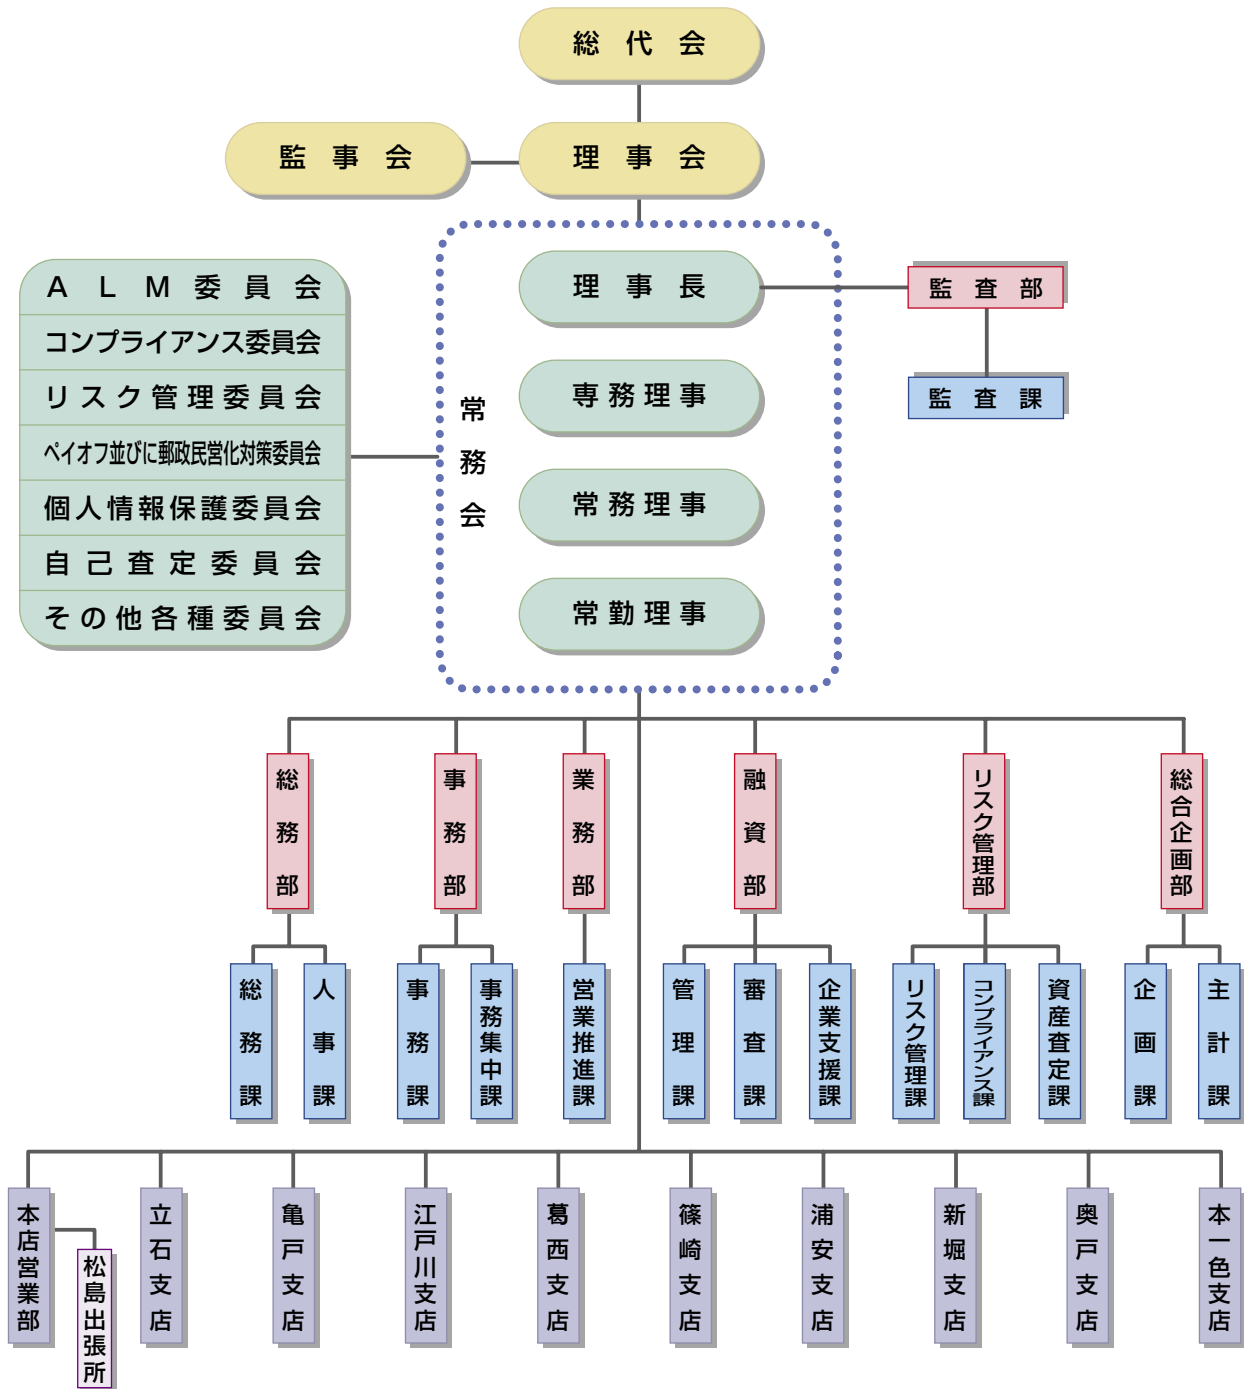 総代会
監事会
理事会
理事長
監査部
監査課
専務理事
常務理事
常勤理事
常務会
ALM委員会
コンプライアンス委員会
リスク管理委員会
ペイオフ並びに郵政民営化対策委員会
個人情報保護委員会
自己査定委員会
その他各種委員会
総務部
事務部
業務部
融資部
リスク管理部
総合企画部
総務課
人事課
事務課
事務集中課
営業推進課
管理課
審査課
企業支援課
リスク管理課
コンプライアンス課
資産査定課
企画課
主計課
本店営業部
松島出張所
立石支店
亀戸支店
江戸川支店
葛西支店
篠崎支店
浦安支店
新堀支店
奥戸支店
本一色支店